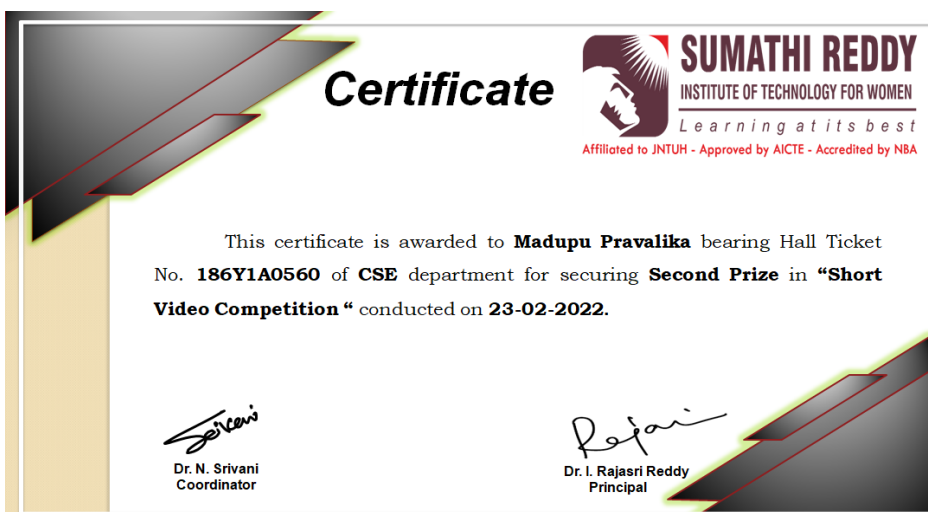 Certificate
SUMATHI REDDY
INSTITUTE OF TECHNOLOGY FOR WOMEN
Learning at its best
Affiliated to JNTUH - Approved by AICTE - Accredited by NBA
This certificate is awarded to Madupu Pravalika bearing Hall Ticket
No. 186Y1A0560 of CSE department for securing Second Prize in “Short
Video Competition “ conducted on 23-02-2022.
Dr. N. Srivani
Coordinator
Dr. I. Rajasri Reddy
Principal